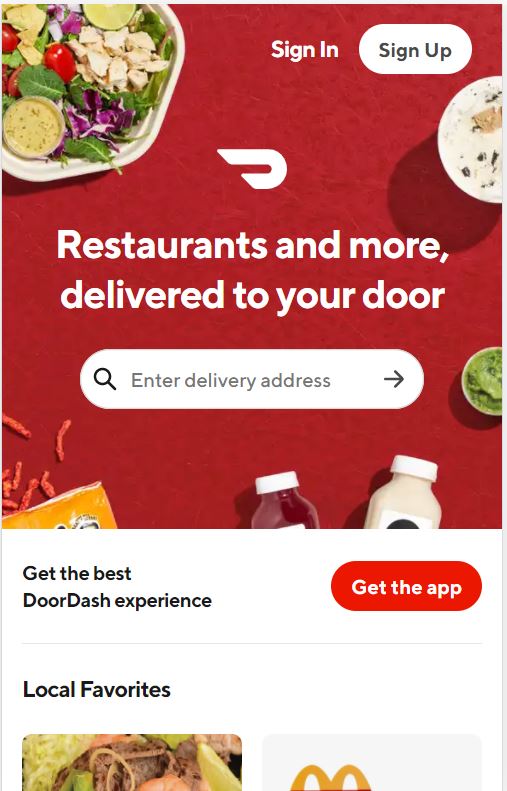 Sign In
Sign Up
Restaurants and more,
delivered to your door
Enter delivery address
Get the best
DoorDash experience
Get the app
Local Favorites